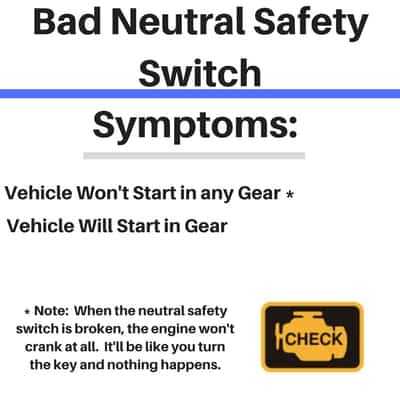 Bad Neutral Safety
Switch
Symptoms:
Vehicle Won't Start in any Gear *
Vehicle Will Start in Gear
* Note: When the neutral safety
switch is broken, the engine won't
crank at all. It'll be like you turn
the key and nothing happens.
CHECK